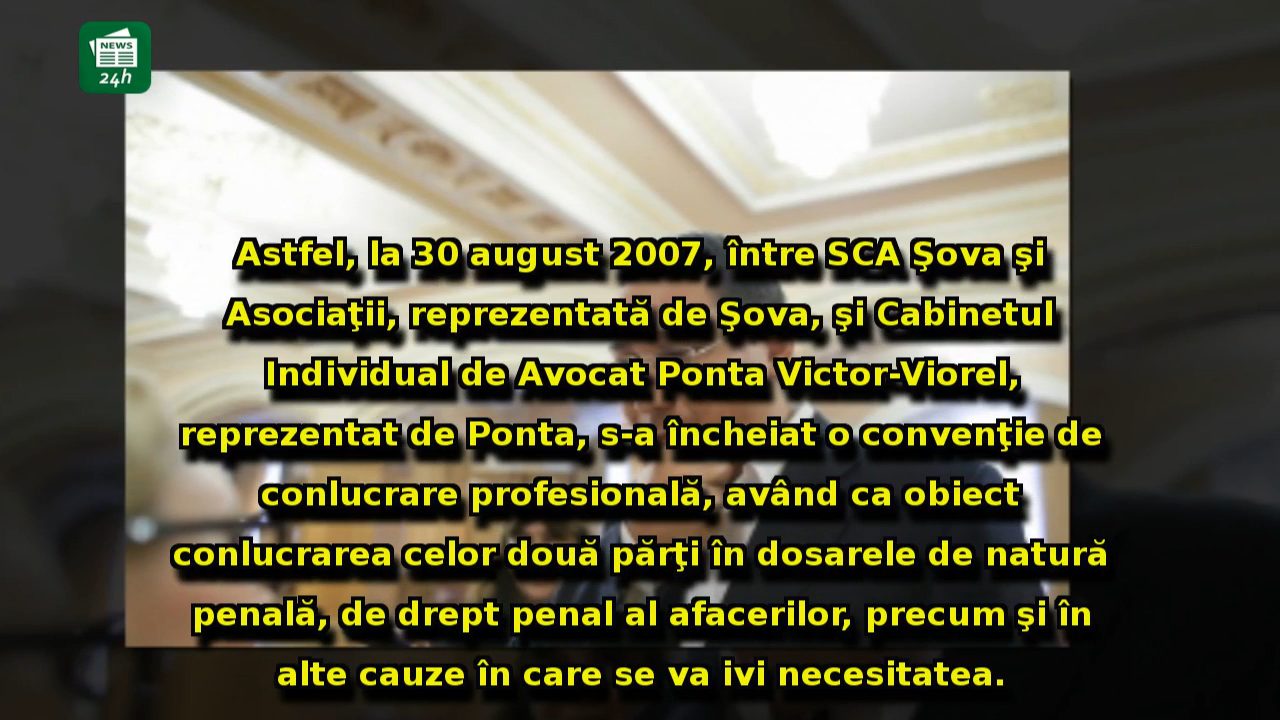 NEWS
24h
Astfel, la 30 august 2007, între SCA Şova şi
Asociaţii, reprezentată de Şova, şi Cabinetul
Individual de Avocat Ponta Victor-Viorel,
reprezentat de Ponta, s-a încheiat o convenţie de
conlucrare profesională, având ca obiect
conlucrarea celor două părţi în dosarele de natură
penală, de drept penal al afacerilor, precum şi în
alte cauze în care se va ivi necesitatea.